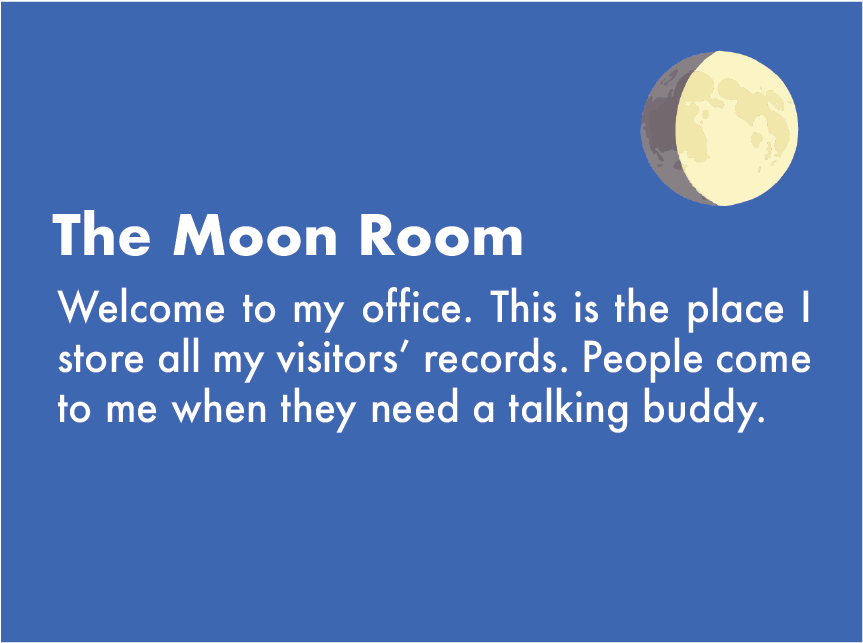 The Moon Room
Welcome to my office. This is the place I
store all my visitors’ records. People come
to me when they need a talking buddy.